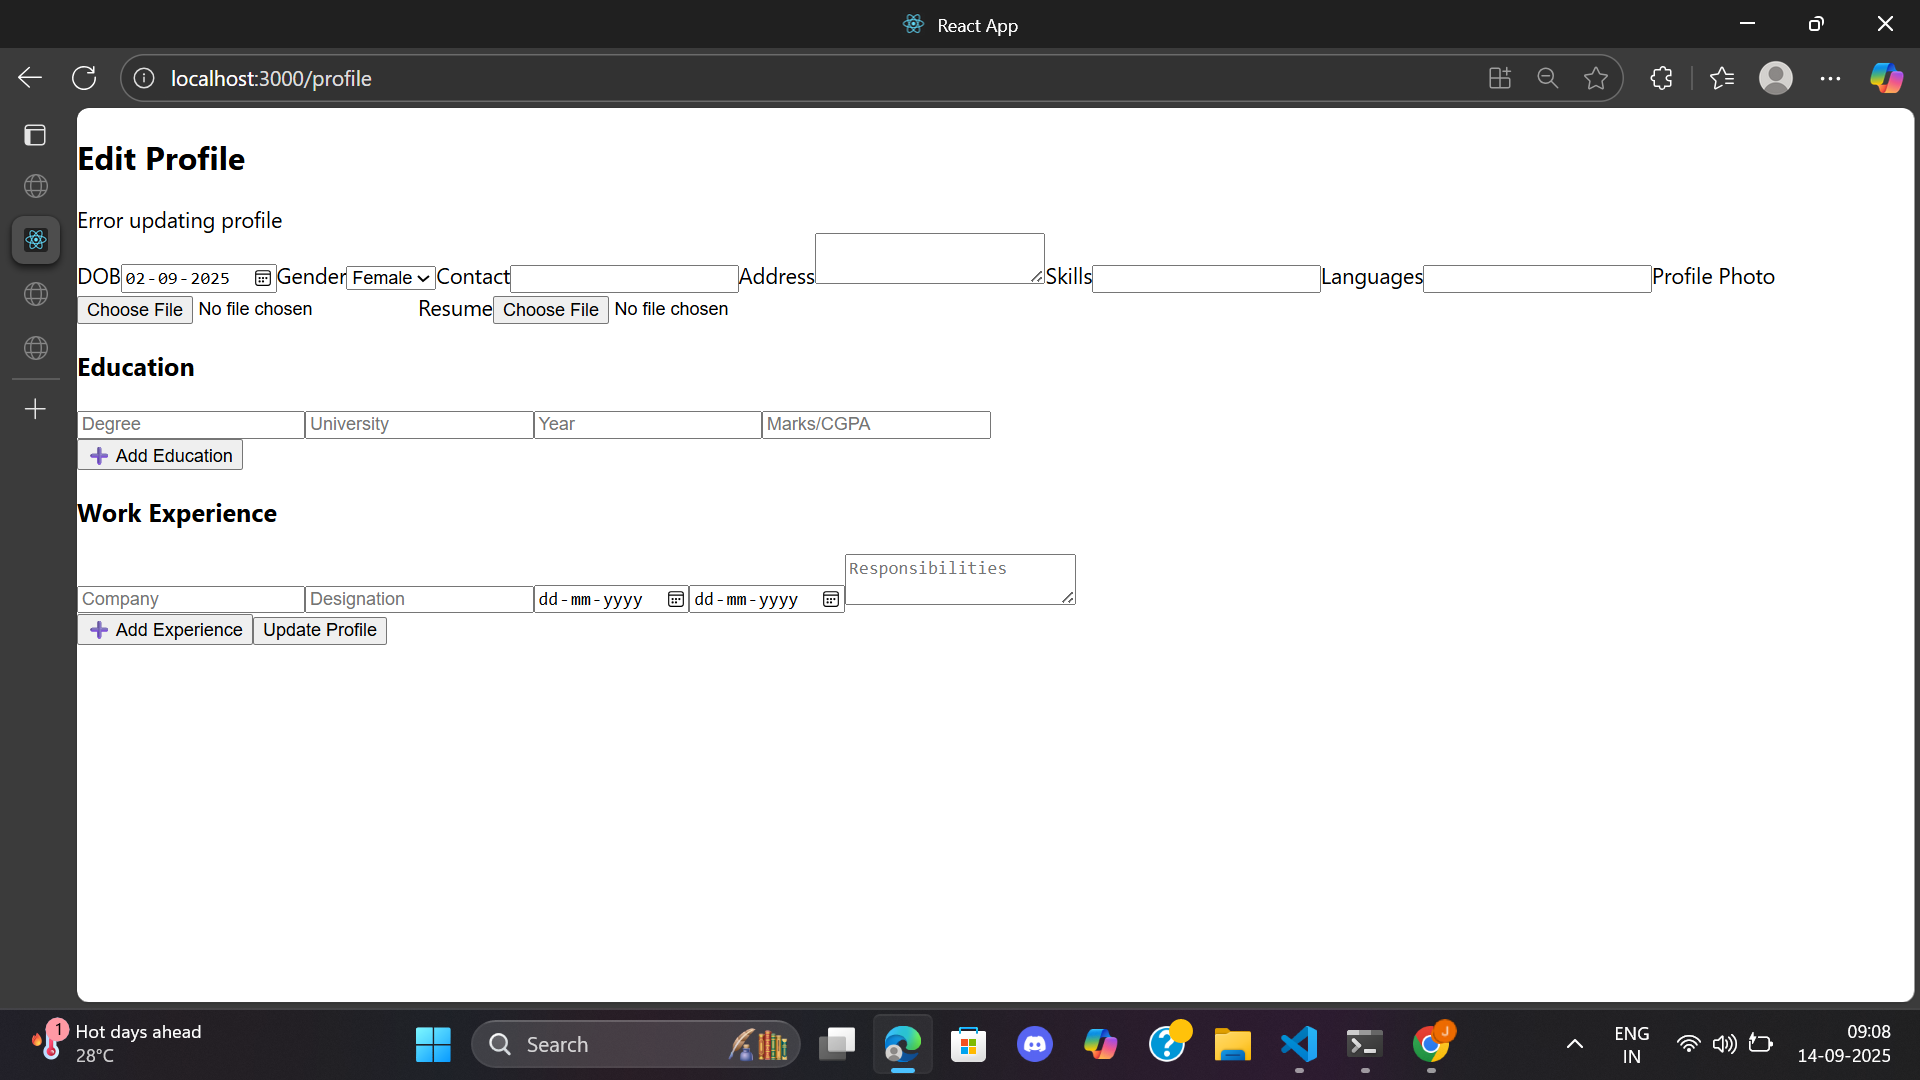 React App
localhost:3000/profile
Edit Profile
Error updating profile
DOB 02-09-2025 Gender Female Contact Address Skills Languages Profile Photo
Choose File No file chosen Resume Choose File No file chosen
Education
Degree University Year Marks/CGPA
➕ Add Education
Work Experience
Responsibilities
Company Designation dd-mm-yyyy dd-mm-yyyy
➕ Add Experience Update Profile
1 Hot days ahead
28°C
Search
J
ENG
IN
09:08
14-09-2025